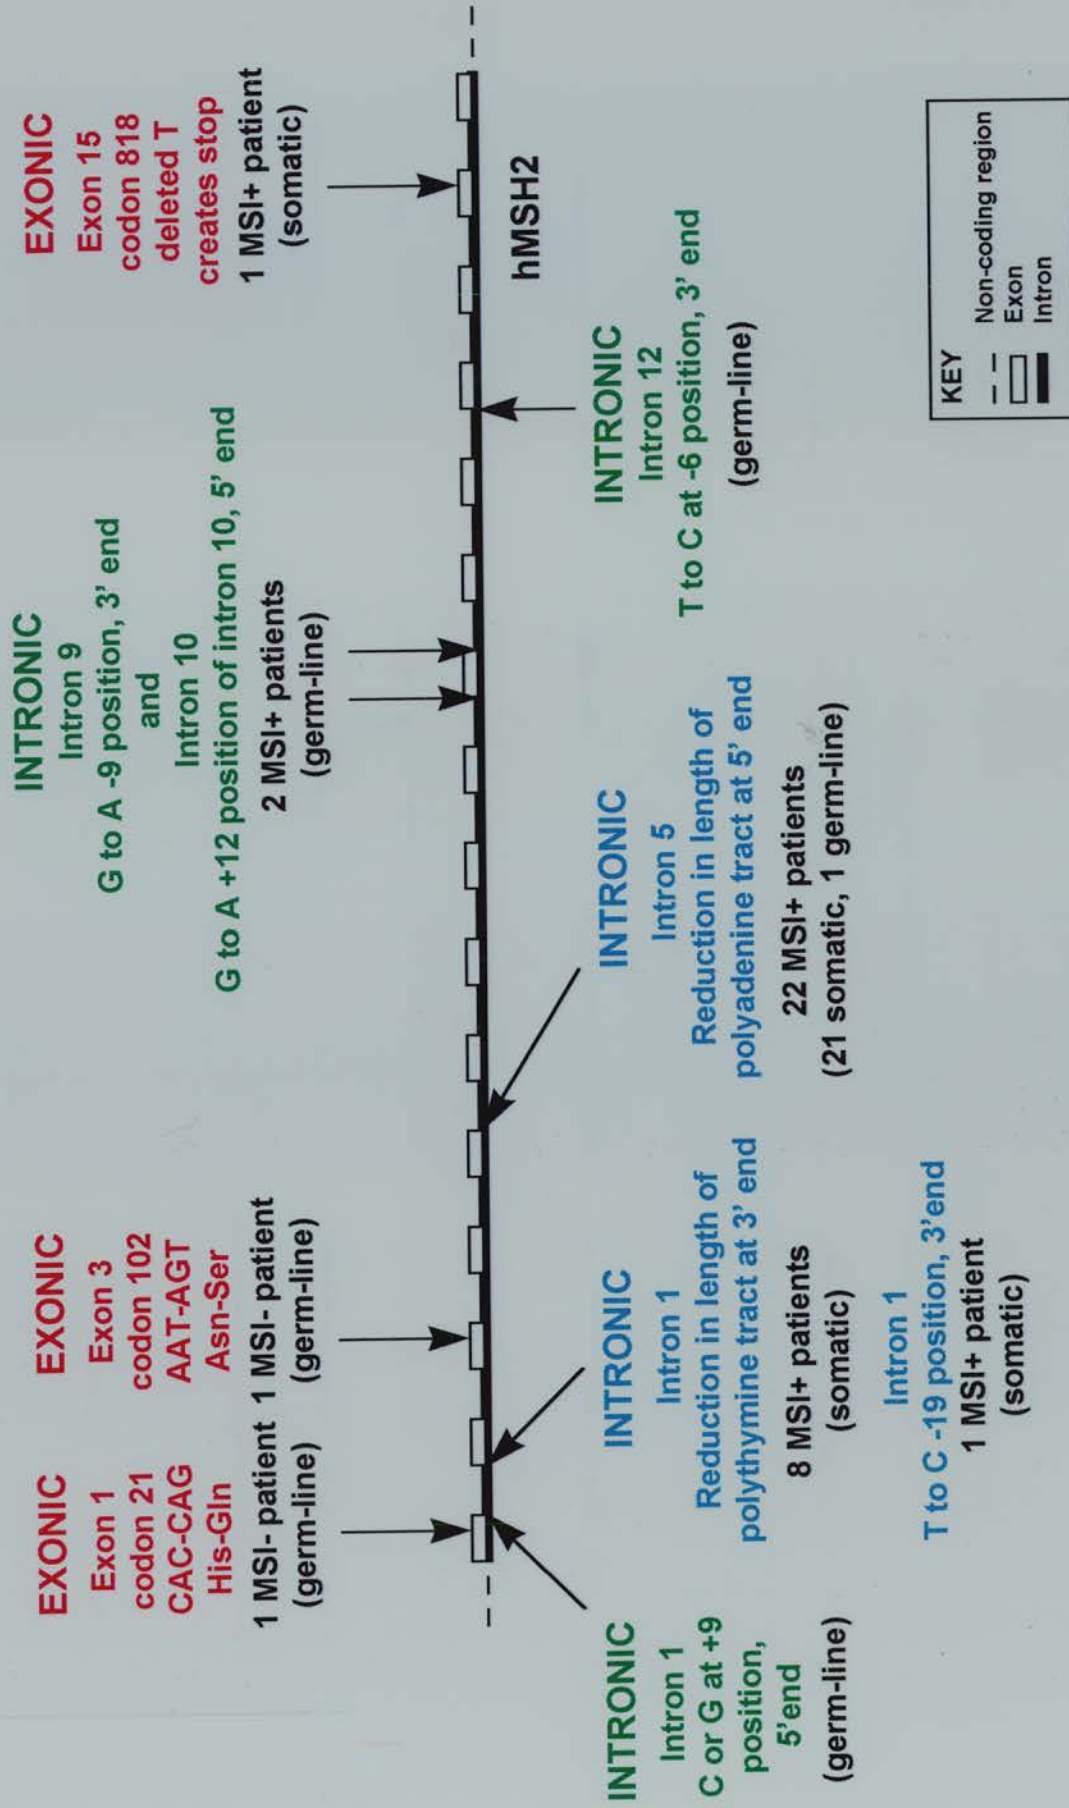 EXONIC
Exon 1
codon 21
CAC-CAG
His-Gln
1 MSI- patient
(germ-line)
EXONIC
Exon 3
codon 102
AAT-AGT
Asn-Ser
1 MSI- patient
(germ-line)
INTRONIC
Intron 9
G to A -9 position, 3’ end
and
Intron 10
G to A +12 position of intron 10, 5’ end
2 MSI+ patients
(germ-line)
EXONIC
Exon 15
codon 818
deleted T
creates stop
1 MSI+ patient
(somatic)
hMSH2
INTRONIC
Intron 1
C or G at +9
position,
5’end
(germ-line)
INTRONIC
Intron 1
Reduction in length of
polythymine tract at 3’ end
8 MSI+ patients
(somatic)
Intron 1
T to C -19 position, 3’end
1 MSI+ patient
(somatic)
INTRONIC
Intron 5
Reduction in length of
polyadenine tract at 5’ end
22 MSI+ patients
(21 somatic, 1 germ-line)
INTRONIC
Intron 12
T to C at -6 position, 3’ end
(germ-line)
KEY
Non-coding region
Exon
Intron